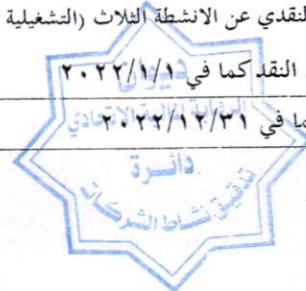 لنقدي عن الانشطة الثلاث (التشغيلية
النقد كما في ٢٠٢٢/١/١
ما في ٢٠٢٢/١٢/٣١
ديوان
الرقابة المالية الاتحادي
دائرة
تدقيق نشاط الشركات